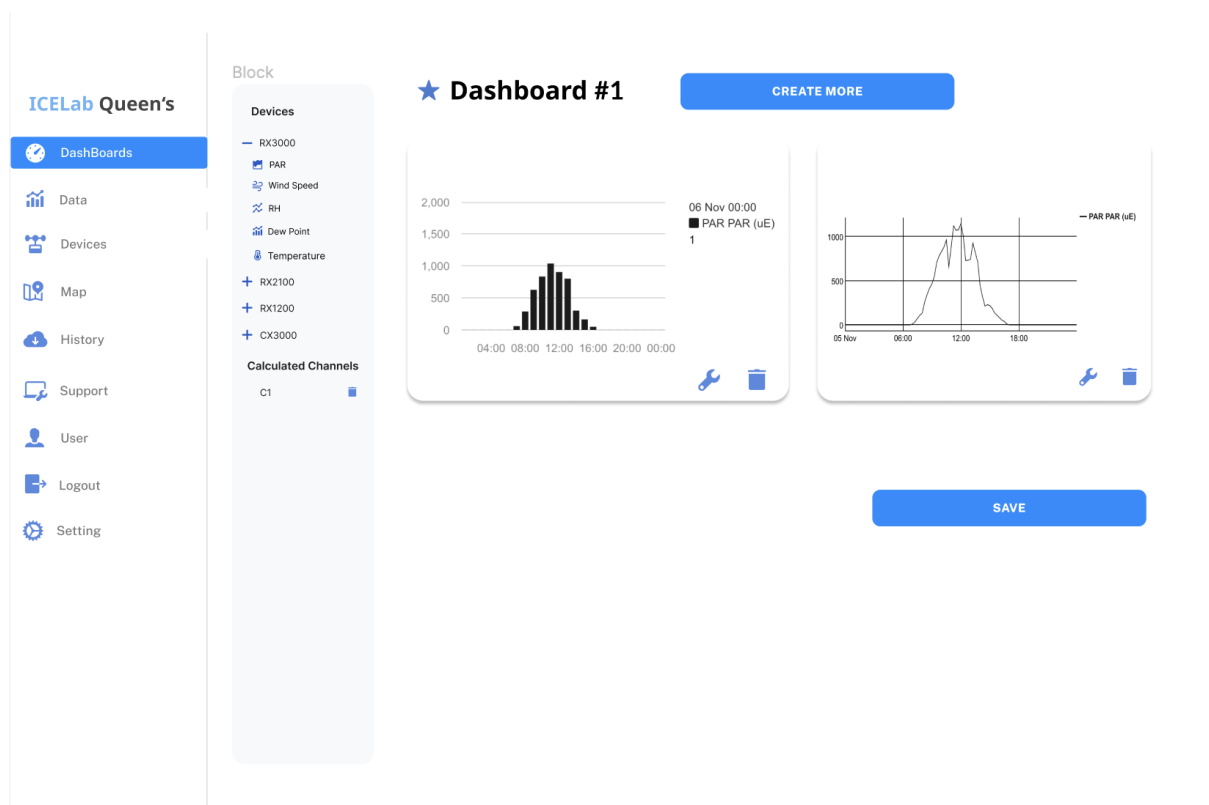 ICELab Queen's
DashBoards
Data
Devices
Map
History
Support
User
Logout
Setting
Block
Devices
RX3000
PAR
Wind Speed
RH
Dew Point
Temperature
RX2100
RX1200
CX3000
Calculated Channels
C1
Dashboard #1
CREATE MORE
2,000
1,500
1,000
500
0
04:00 08:00 12:00 16:00 20:00 00:00
06 Nov 00:00
PAR PAR (uE)
1
PAR PAR (uE)
1000
500
0
05 Nov 06:00 12:00 18:00
SAVE